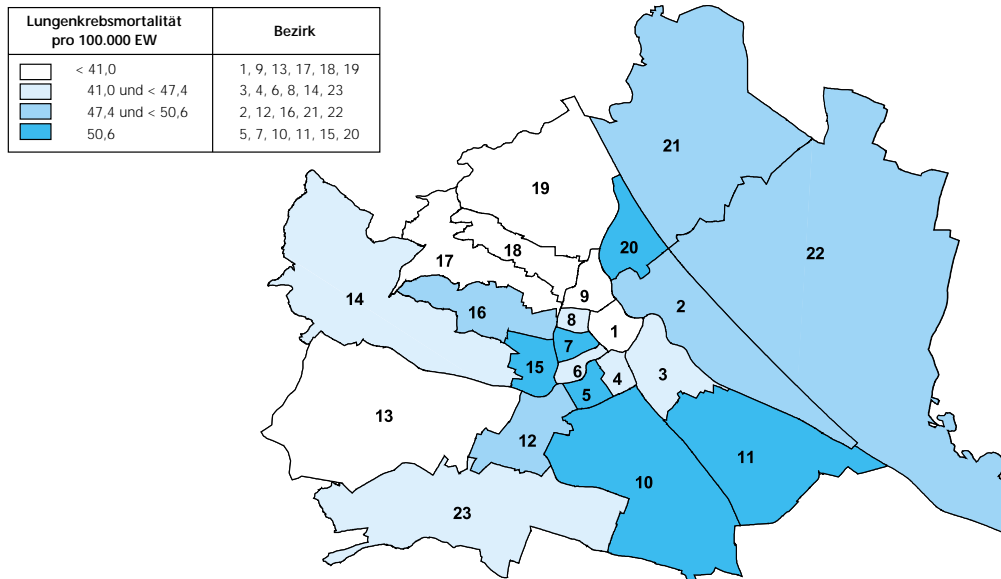 Lungenkrebsmortalität
pro 100.000 EW
Bezirk
< 41,0
1, 9, 13, 17, 18, 19
41,0 und < 47,4
3, 4, 6, 8, 14, 23
47,4 und < 50,6
2, 12, 16, 21, 22
50,6
5, 7, 10, 11, 15, 20
21
19
20
18
22
17
14
9
2
16
8
1
7
15
6
3
4
5
13
12
11
10
23